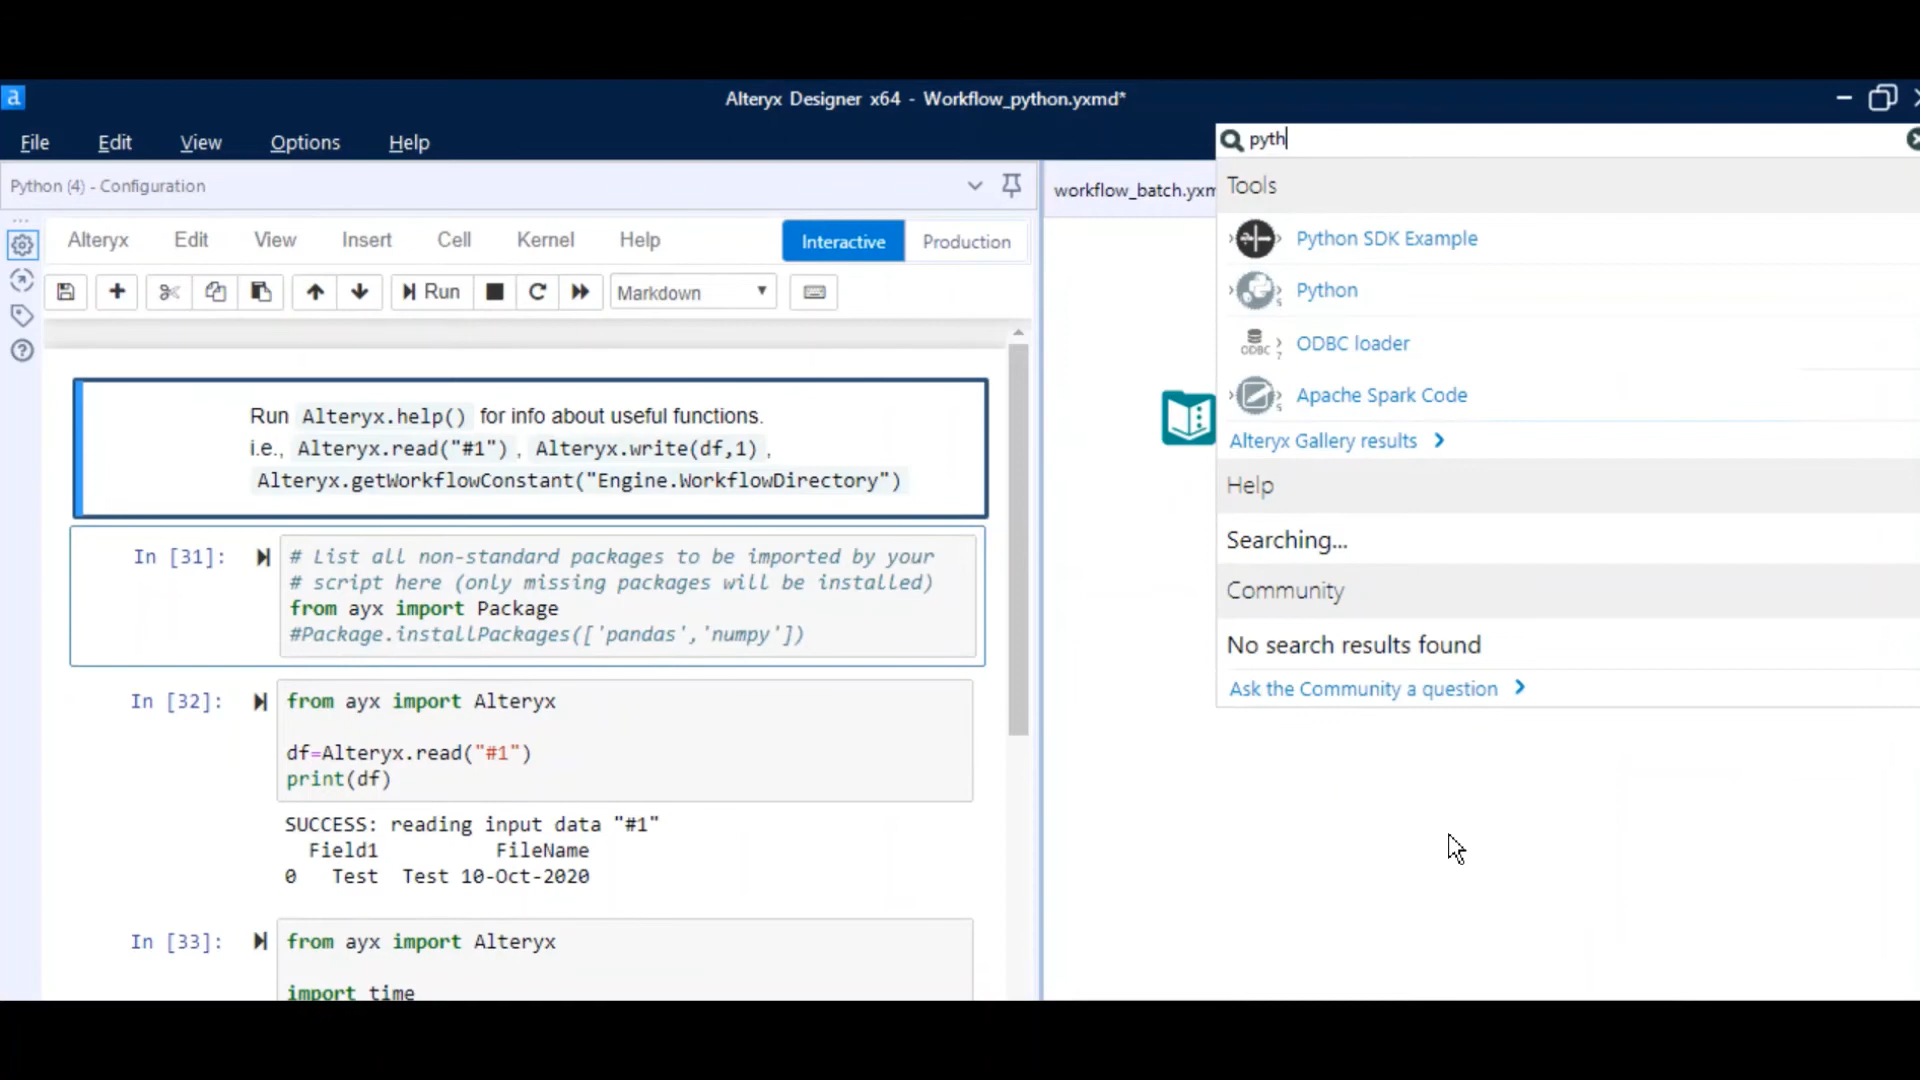 a
Alteryx Designer x64 - Workflow_python.yxmd*
File Edit View Options Help
pyth
Python (4) - Configuration
workflow_batch.yxm
Tools
Alteryx Edit View Insert Cell Kernel Help Interactive Production
Python SDK Example
Run Markdown
Python
ODBC
ODBC loader
Apache Spark Code
Alteryx Gallery results
Help
Searching...
Community
No search results found
Ask the Community a question
Run Alteryx.help() for info about useful functions.
i.e., Alteryx.read("#1"), Alteryx.write(df,1),
Alteryx.getWorkflowConstant("Engine.WorkflowDirectory")
In [31]:
# List all non-standard packages to be imported by your
# script here (only missing packages will be installed)
from ayx import Package
#Package.installPackages(['pandas','numpy'])
In [32]:
from ayx import Alteryx
df=Alteryx.read("#1")
print(df)
SUCCESS: reading input data "#1"
Field1 FileName
0 Test Test 10-Oct-2020
In [33]:
from ayx import Alteryx
import time